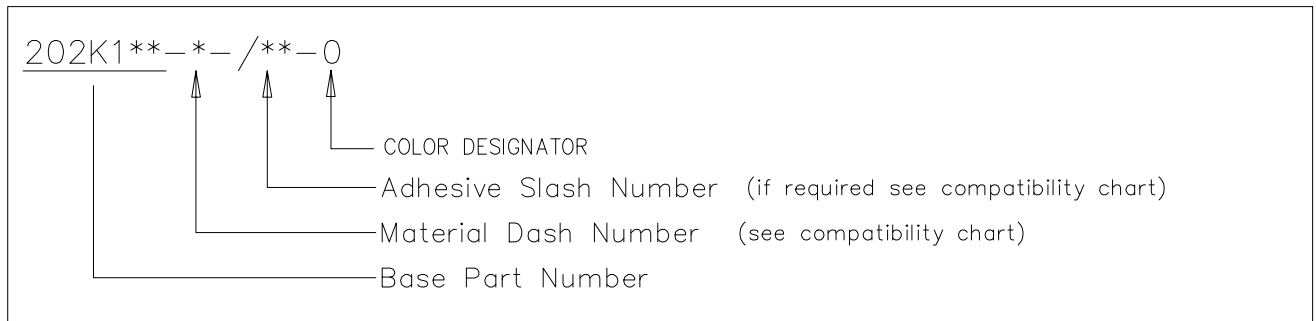 202K1**-*-/**-0
COLOR DESIGNATOR
Adhesive Slash Number (if required see compatibility chart)
Material Dash Number (see compatibility chart)
Base Part Number